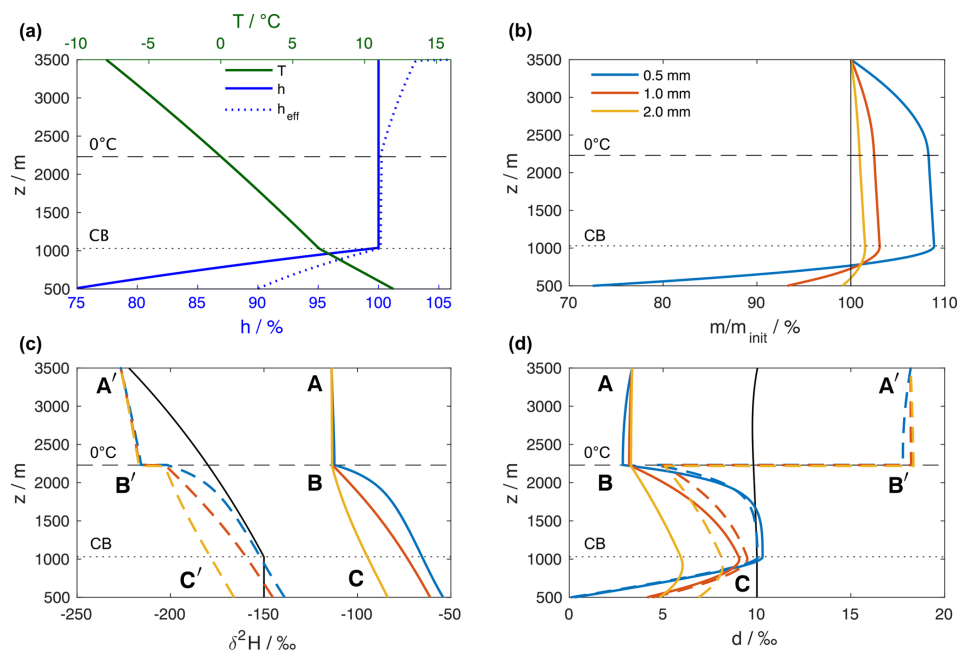 (a)
T / °C
-10 -5 0 5 10 15
3500
3000
2500
2000
1500
1000
500
z / m
0°C
CB
T
h
h_eff
75 80 85 90 95 100 105
h / %
(b)
3500
3000
2500
2000
1500
1000
500
z / m
0.5 mm
1.0 mm
2.0 mm
70 80 90 100 110
m/m_init / %
(c)
3500
3000
2500
2000
1500
1000
500
z / m
A′
A
0°C
B′
B
CB
C′
C
-250 -200 -150 -100 -50
δ²H / ‰
(d)
3500
3000
2500
2000
1500
1000
500
z / m
A
A′
0°C
B
B′
CB
C
0 5 10 15 20
d / ‰